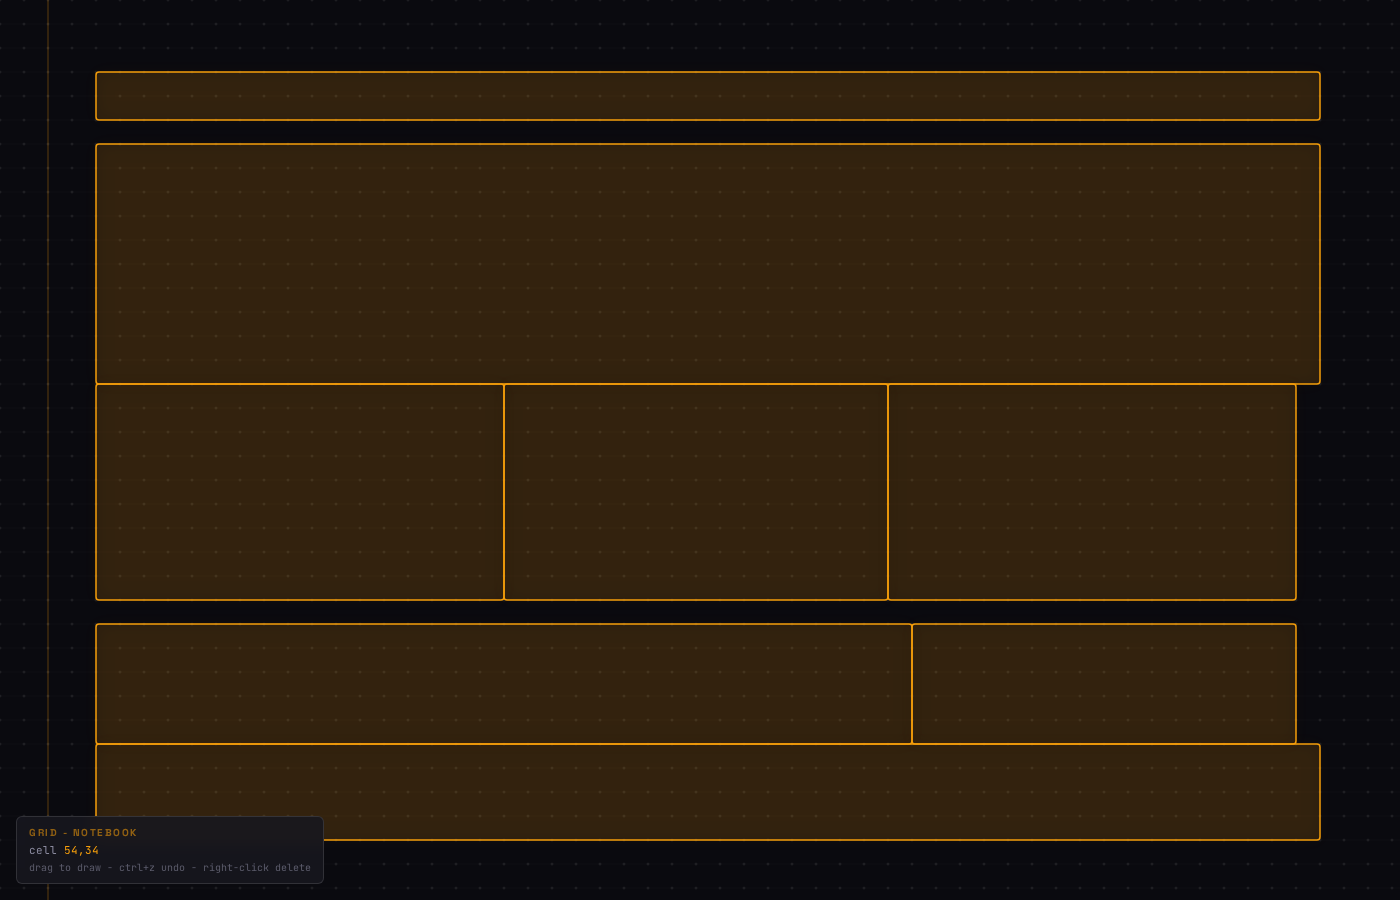 GRID - NOTEBOOK
cell 54,34
drag to draw – ctrl+z undo – right-click delete